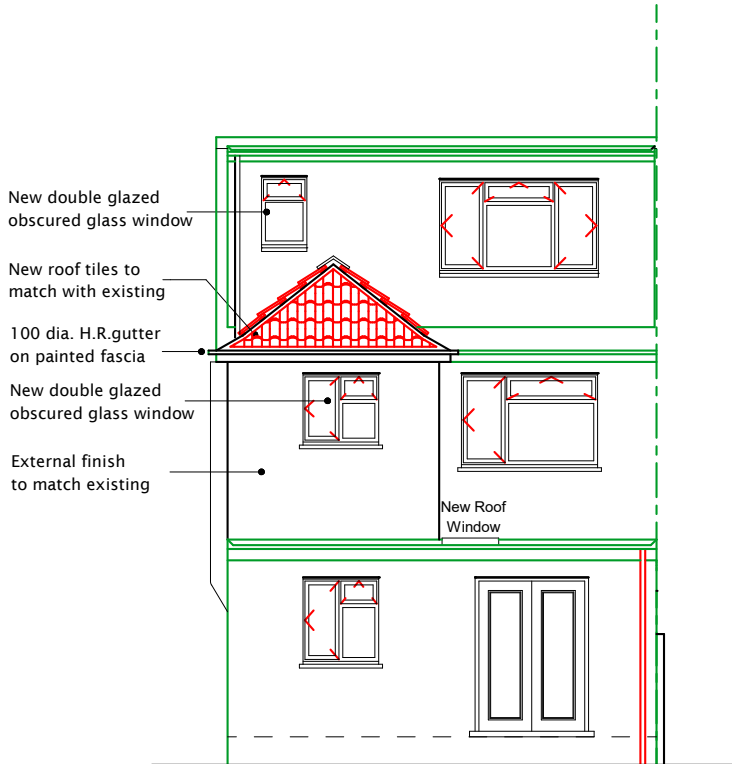 New double glazed
obscured glass window
New roof tiles to
match with existing
100 dia. H.R.gutter
on painted fascia
New double glazed
obscured glass window
External finish
to match existing
New Roof
Window